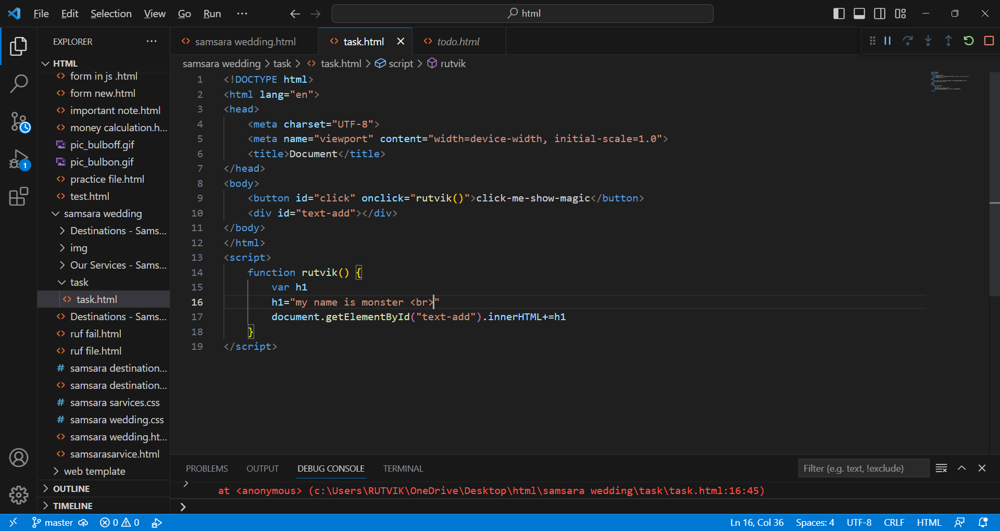 File Edit Selection View Go Run ··· html
EXPLORER ···
HTML
form in js .html
form new.html
important note.html
money calculation.h...
pic_bulboff.gif
pic_bulbon.gif
practice file.html
test.html
samsara wedding
Destinations - Sams...
img
Our Services - Sams...
task
task.html
Destinations - Sams...
ruf fail.html
ruf file.html
samsara destination...
samsara destination...
samsara sarvices.css
samsara wedding.css
samsara wedding.ht...
samsarasarvice.html
web template
OUTLINE
TIMELINE
1
samsara wedding.html task.html todo.html
samsara wedding > task > task.html > script > rutvik
1 <!DOCTYPE html>
2 <html lang="en">
3 <head>
4     <meta charset="UTF-8">
5     <meta name="viewport" content="width=device-width, initial-scale=1.0">
6     <title>Document</title>
7 </head>
8 <body>
9     <button id="click" onclick="rutvik()">click-me-show-magic</button>
10     <div id="text-add"></div>
11 </body>
12 </html>
13 <script>
14     function rutvik() {
15         var h1
16         h1="my name is monster <br>"
17         document.getElementById("text-add").innerHTML+=h1
18     }
19 </script>
PROBLEMS OUTPUT DEBUG CONSOLE TERMINAL Filter (e.g. text, !exclude)
at <anonymous> (c:\Users\RUTVIK\OneDrive\Desktop\html\samsara wedding\task\task.html:16:45)
master 0 0 Ln 16, Col 36 Spaces: 4 UTF-8 CRLF HTML